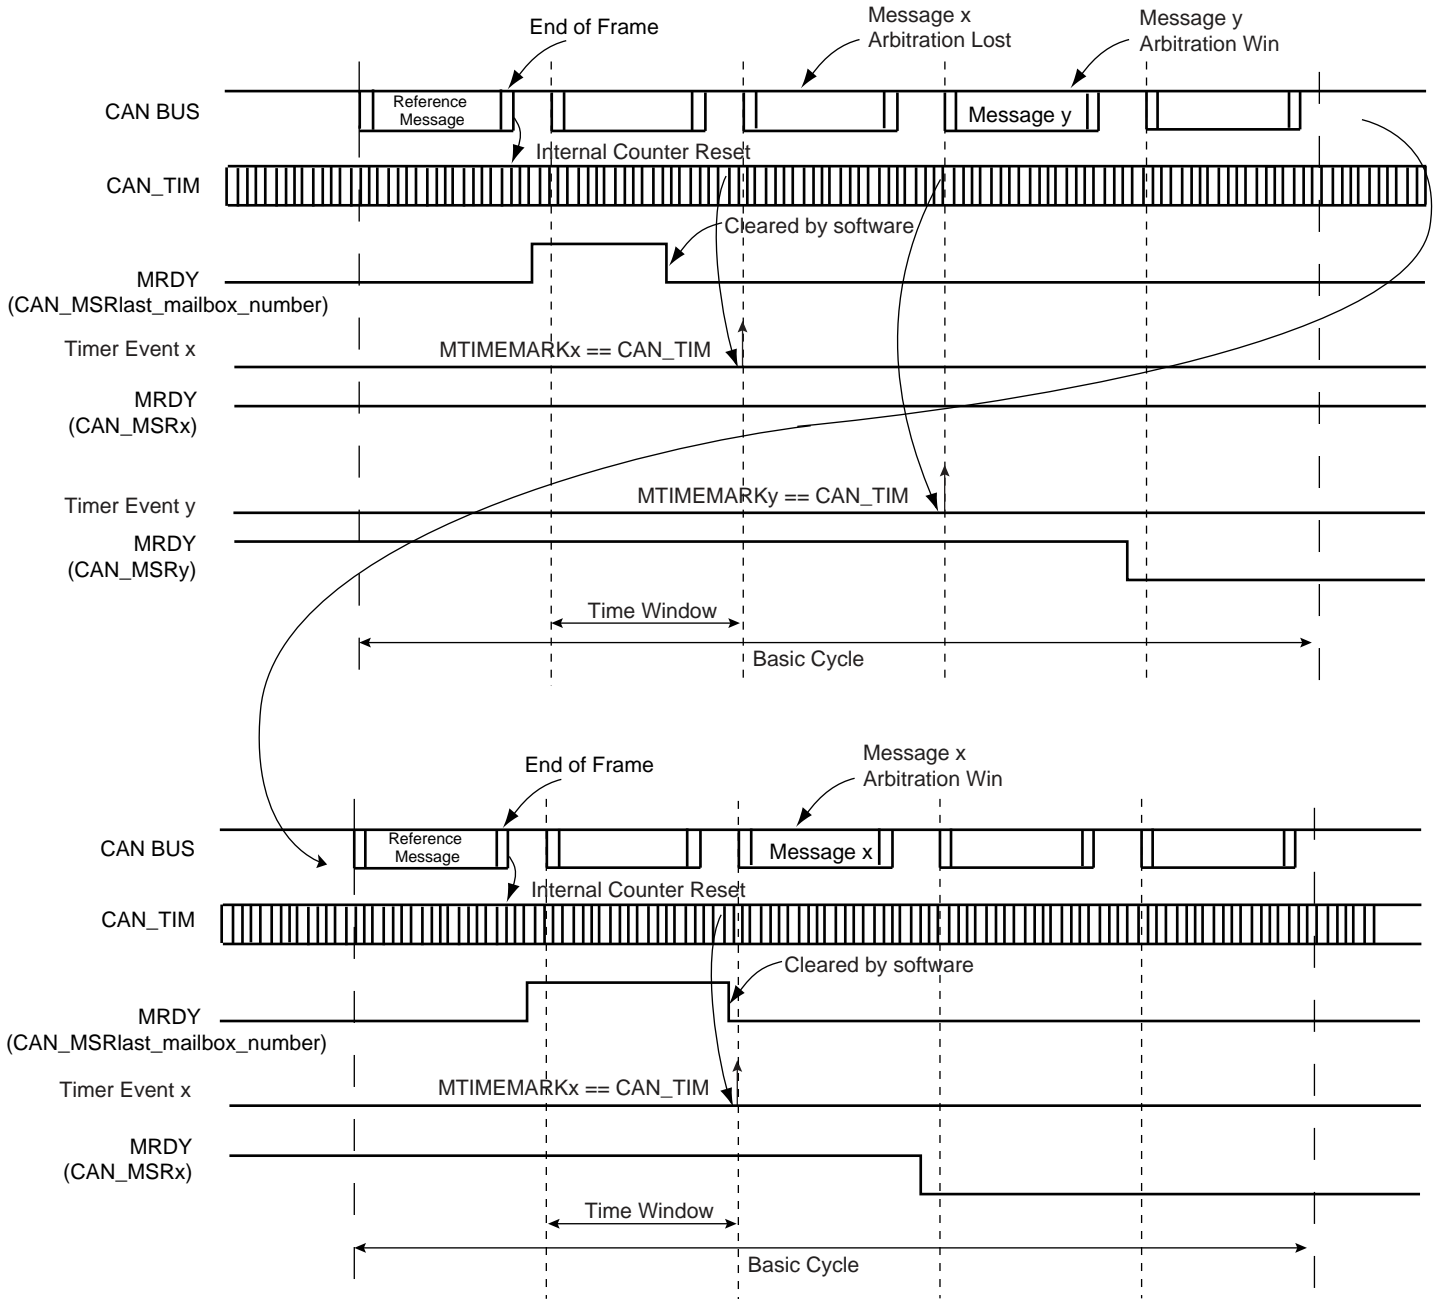 Message x
Arbitration Lost
Message y
Arbitration Win
End of Frame
CAN BUS
Reference
Message
Message y
Internal Counter Reset
CAN_TIM
Cleared by software
MRDY
(CAN_MSRlast_mailbox_number)
Timer Event x
MTIMEMARKx == CAN_TIM
MRDY
(CAN_MSRx)
Timer Event y
MTIMEMARKy == CAN_TIM
MRDY
(CAN_MSRy)
Time Window
Basic Cycle
Message x
Arbitration Win
End of Frame
CAN BUS
Reference
Message
Message x
Internal Counter Reset
CAN_TIM
Cleared by software
MRDY
(CAN_MSRlast_mailbox_number)
Timer Event x
MTIMEMARKx == CAN_TIM
MRDY
(CAN_MSRx)
Time Window
Basic Cycle